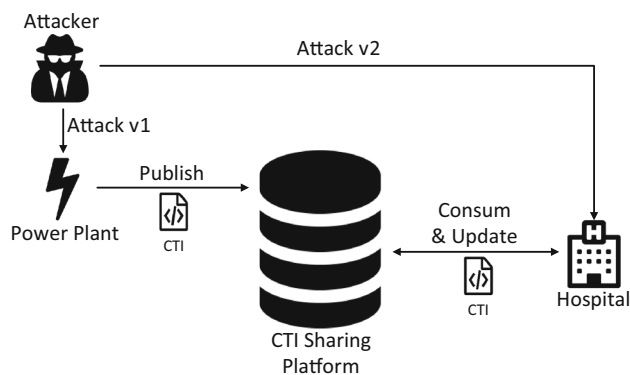 Attacker
Attack v2
Attack v1
Publish
</>
CTI
Power Plant
Consum
& Update
</>
CTI
H
Hospital
CTI Sharing
Platform